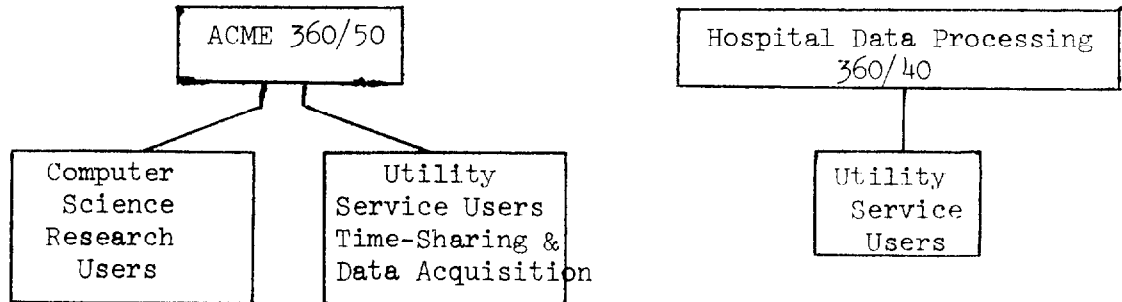 ACME 360/50
Hospital Data Processing
360/40
Computer
Science
Research
Users
Utility
Service Users
Time-Sharing &
Data Acquisition
Utility
Service
Users